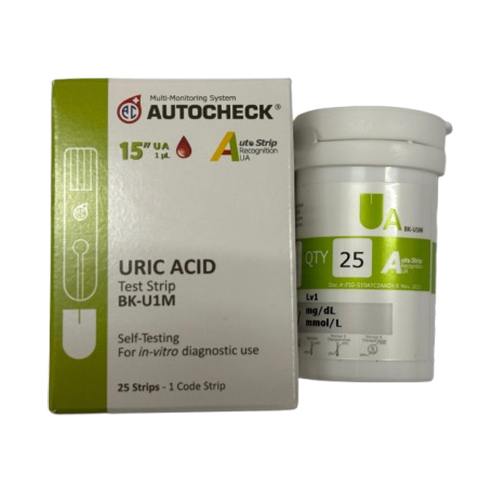 Multi-Monitoring System
AUTOCHECK®
15” UA
1 µL
Auto Strip
Recognition
UA
URIC ACID
Test Strip
BK-U1M
Self-Testing
For in-vitro diagnostic use
25 Strips - 1 Code Strip
UA
BK-U1M
QTY 25
Auto Strip
Recognition
UA
Lv1
mg/dL
mmol/L